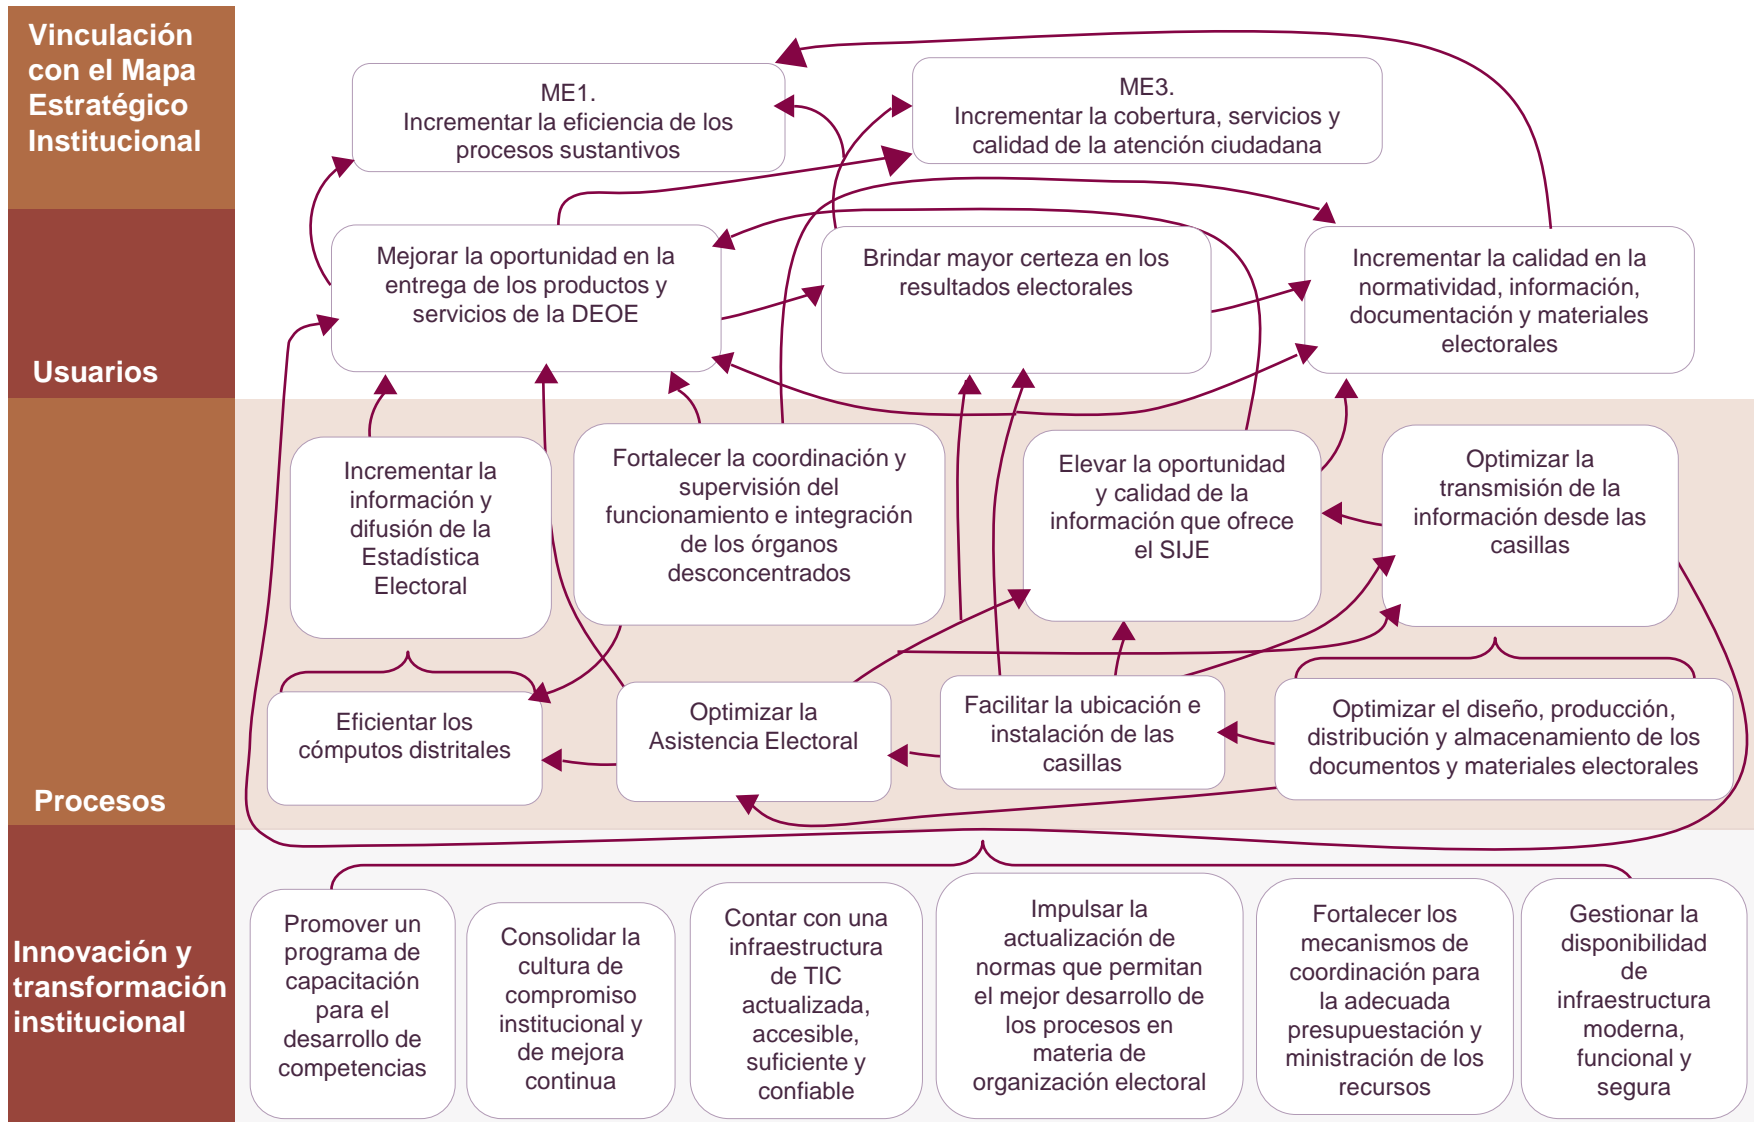 Vinculación
con el Mapa
Estratégico
Institucional
ME1.
Incrementar la eficiencia de los
procesos sustantivos
ME3.
Incrementar la cobertura, servicios y
calidad de la atención ciudadana
Usuarios
Mejorar la oportunidad en la
entrega de los productos y
servicios de la DEOE
Brindar mayor certeza en los
resultados electorales
Incrementar la calidad en la
normatividad, información,
documentación y materiales
electorales
Procesos
Incrementar la
información y
difusión de la
Estadística
Electoral
Fortalecer la coordinación y
supervisión del
funcionamiento e integración
de los órganos
desconcentrados
Elevar la oportunidad
y calidad de la
información que ofrece
el SIJE
Optimizar la
transmisión de la
información desde las
casillas
Eficientar los
cómputos distritales
Optimizar la
Asistencia Electoral
Facilitar la ubicación e
instalación de las
casillas
Optimizar el diseño, producción,
distribución y almacenamiento de los
documentos y materiales electorales
Innovación y
transformación
institucional
Promover un
programa de
capacitación
para el
desarrollo de
competencias
Consolidar la
cultura de
compromiso
institucional y
de mejora
continua
Contar con una
infraestructura
de TIC
actualizada,
accesible,
suficiente y
confiable
Impulsar la
actualización de
normas que permitan
el mejor desarrollo de
los procesos en
materia de
organización electoral
Fortalecer los
mecanismos de
coordinación para
la adecuada
presupuestación y
ministración de los
recursos
Gestionar la
disponibilidad
de
infraestructura
moderna,
funcional y
segura